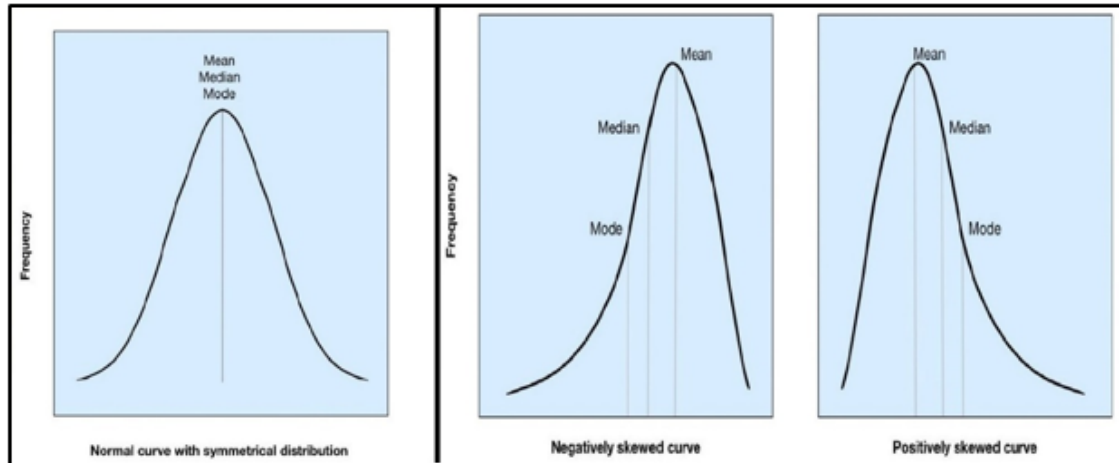 Mean
Median
Mode
Frequency
Normal curve with symmetrical distribution
Mean
Median
Mode
Frequency
Negatively skewed curve
Mean
Median
Mode
Positively skewed curve